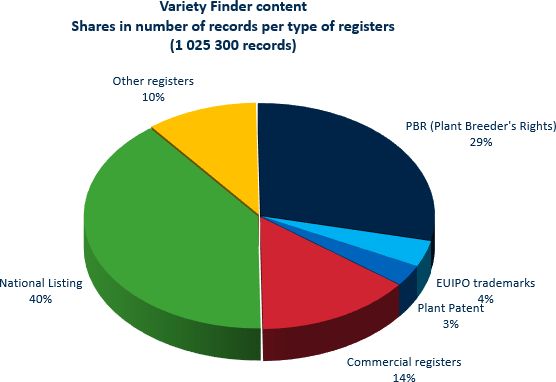 Variety Finder content
Shares in number of records per type of registers
(1 025 300 records)
Other registers
10%
PBR (Plant Breeder's Rights)
29%
National Listing
40%
EUIPO trademarks
4%
Plant Patent
3%
Commercial registers
14%